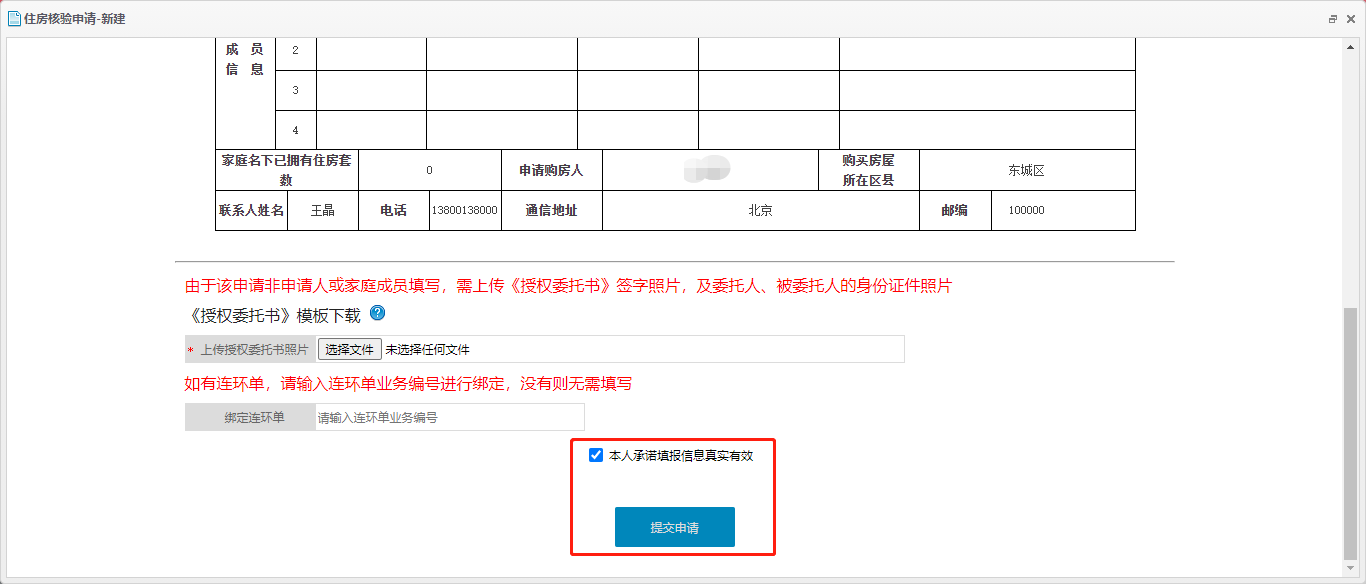 住房核验申请-新建
成 员
信 息
2
3
4
家庭名下已拥有住房套
数
0
申请购房人
购买房屋
所在区县
东城区
联系人姓名
王晶
电话
13800138000
通信地址
北京
邮编
100000
由于该申请非申请人或家庭成员填写，需上传《授权委托书》签字照片，及委托人、被委托人的身份证件照片
《授权委托书》模板下载 ?
* 上传授权委托书照片 选择文件 未选择任何文件
如有连环单，请输入连环单业务编号进行绑定，没有则无需填写
绑定连环单 请输入连环单业务编号
本人承诺填报信息真实有效
提交申请